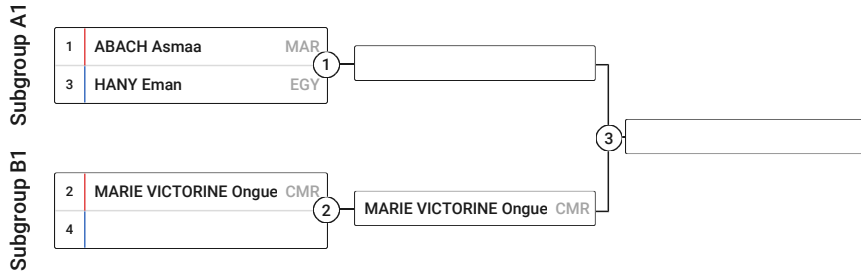 Subgroup A1
1 ABACH Asmaa MAR
3 HANY Eman EGY
1
3
Subgroup B1
2 MARIE VICTORINE Ongue CMR
4
2
MARIE VICTORINE Ongue CMR